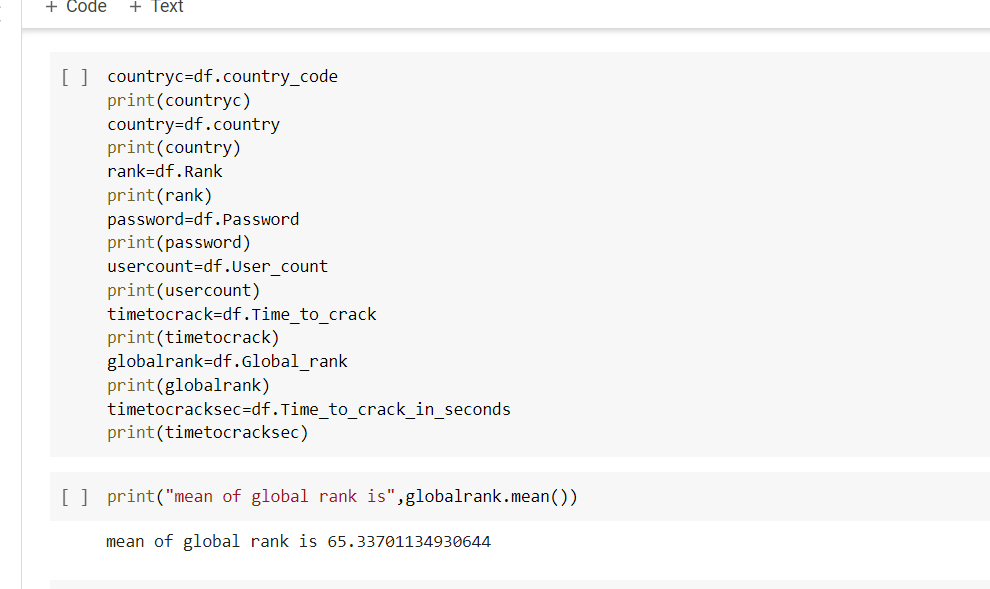 + Code + Text
[ ] countryc=df.country_code
print(countryc)
country=df.country
print(country)
rank=df.Rank
print(rank)
password=df.Password
print(password)
usercount=df.User_count
print(usercount)
timetocrack=df.Time_to_crack
print(timetocrack)
globalrank=df.Global_rank
print(globalrank)
timetocracksec=df.Time_to_crack_in_seconds
print(timetocracksec)
[ ] print("mean of global rank is",globalrank.mean())
mean of global rank is 65.33701134930644